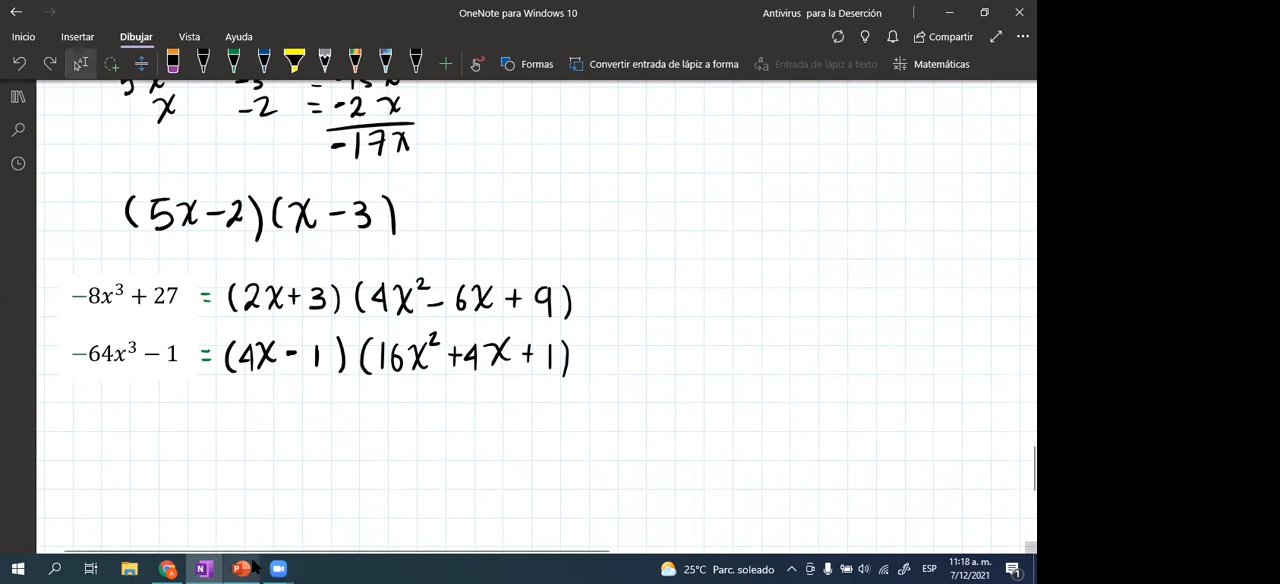 OneNote para Windows 10
Antivirus para la Deserción
Inicio Insertar Dibujar Vista Ayuda
Compartir
Formas Convertir entrada de lápiz a forma Entrada de lápiz a texto Matemáticas
x -2 = -2x
-17x
(5x-2)(x-3)
-8x³ + 27 = (2x+3)(4x²-6x+9)
-64x³ - 1 = (4x-1)(16x²+4x+1)
25°C Parc. soleado ESP 11:18 a. m.
7/12/2021